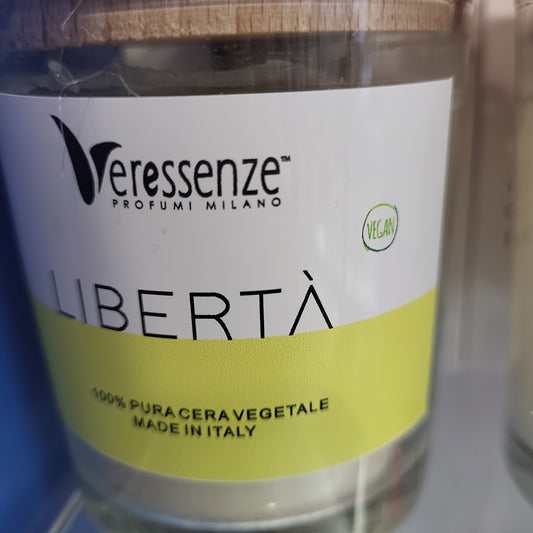 Veressenze™
PROFUMI MILANO
VEGAN
LIBERTÀ
100% PURA CERA VEGETALE
MADE IN ITALY